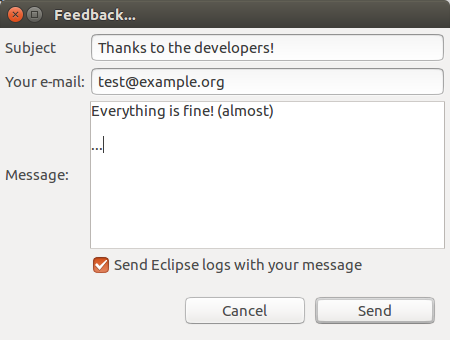 Feedback...
Subject
Thanks to the developers!
Your e-mail:
test@example.org
Message:
Everything is fine! (almost)
...
Send Eclipse logs with your message
Cancel
Send